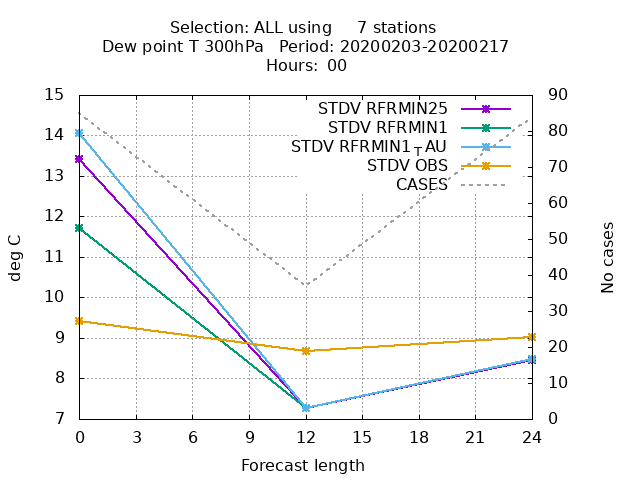 Selection: ALL using     7 stations
Dew point T 300hPa   Period: 20200203-20200217
Hours: 00
STDV RFRMIN25
STDV RFRMIN1
STDV RFRMIN1TAU
STDV OBS
CASES
deg C
15
14
13
12
11
10
9
8
7
90
80
70
60
50
40
30
20
10
0
No cases
0 3 6 9 12 15 18 21 24
Forecast length